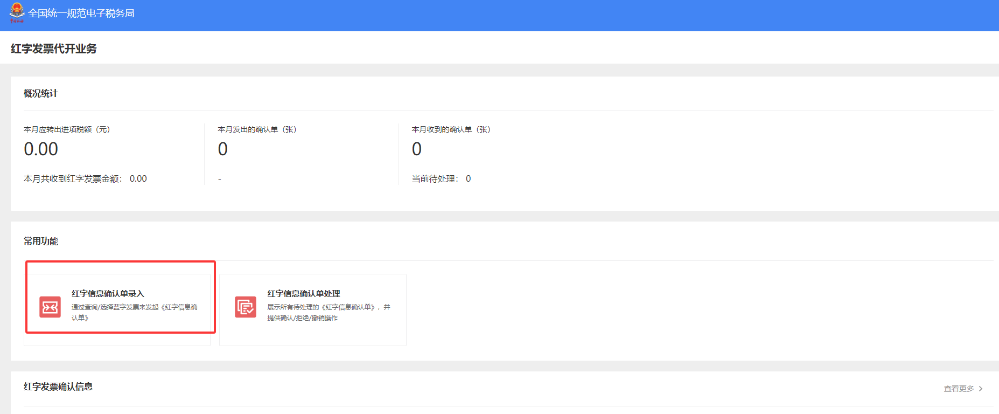 全国统一规范电子税务局
红字发票代开业务
概况统计
本月应转出进项税额（元）
本月发出的确认单（张）
本月收到的确认单（张）
0.00
0
0
本月共收到红字发票金额： 0.00
-
当前待处理： 0
常用功能
红字信息确认单录入
通过查询/选择蓝字发票来发起《红字信息确
认单》
红字信息确认单处理
展示所有待处理的《红字信息确认单》，并
提供确认/拒绝/撤销操作
红字发票确认信息
查看更多